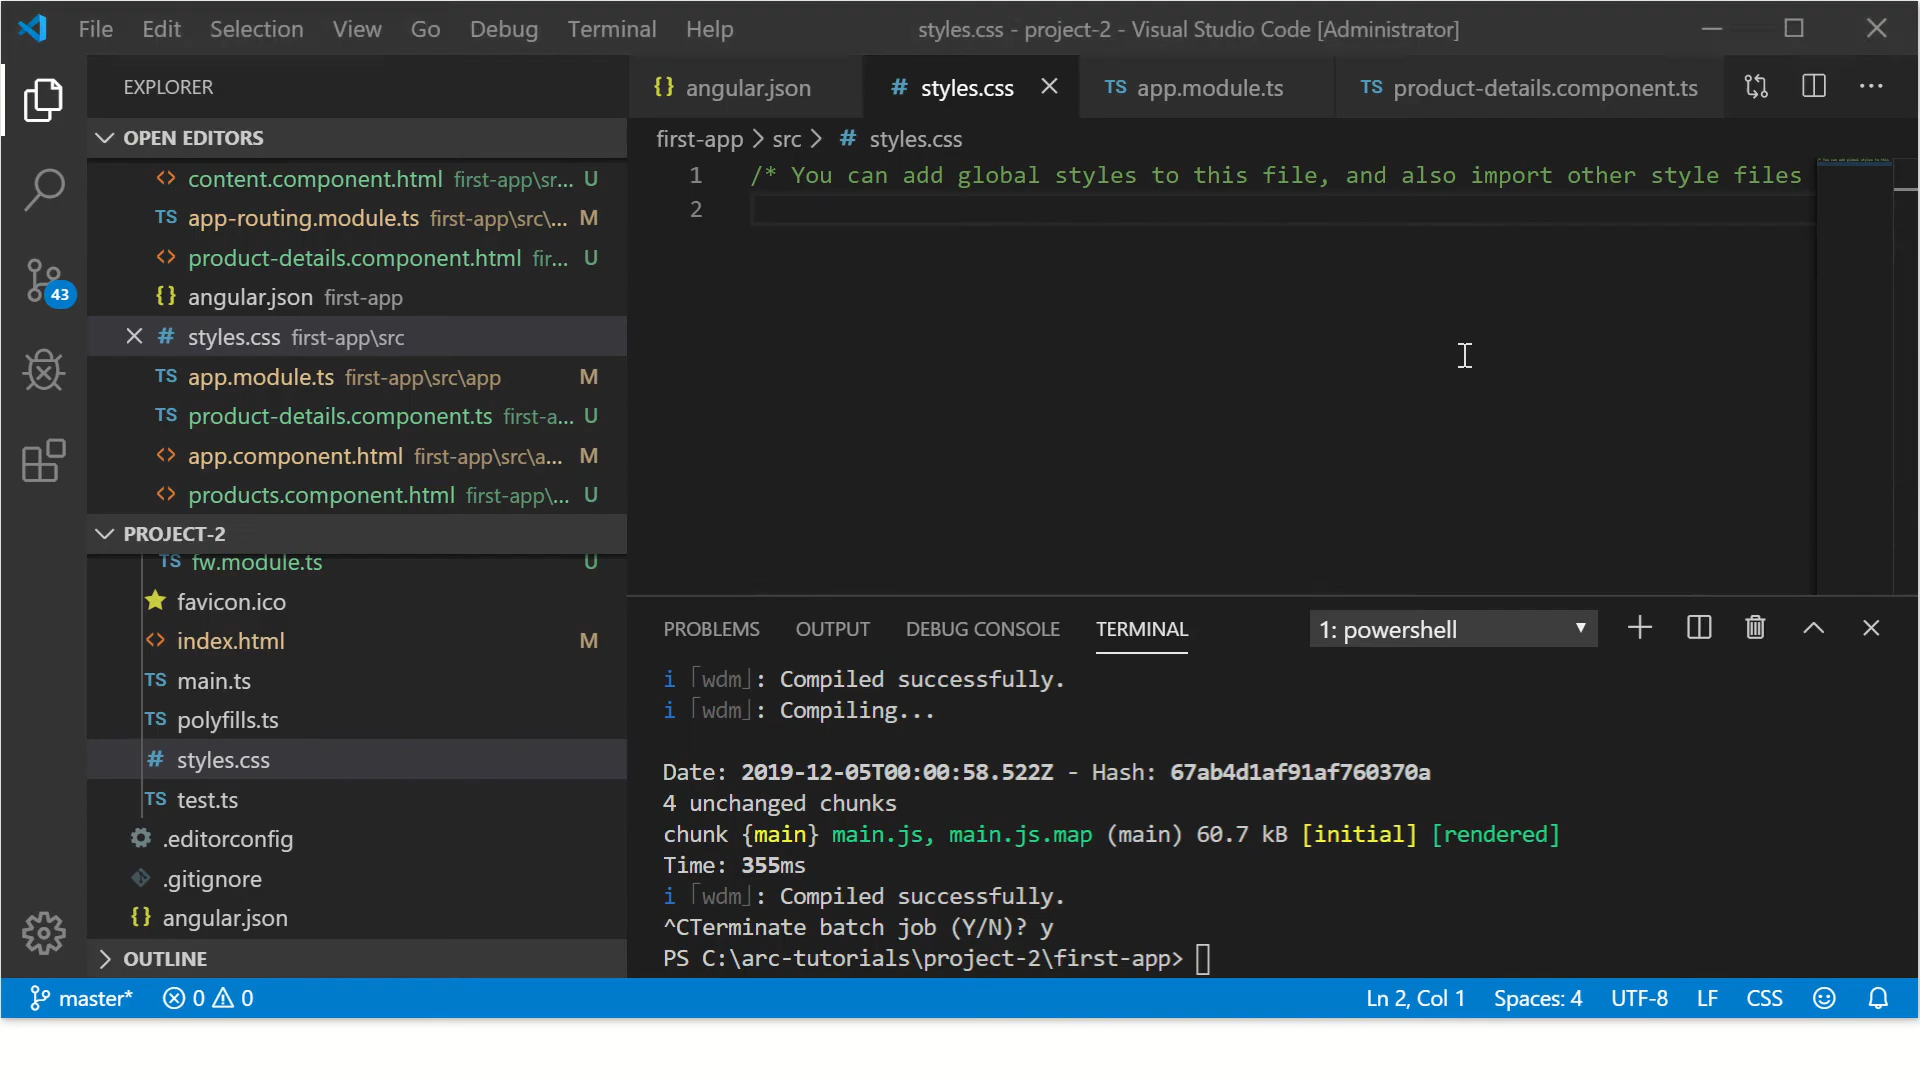 File Edit Selection View Go Debug Terminal Help styles.css - project-2 - Visual Studio Code [Administrator]
EXPLORER
{} angular.json # styles.css TS app.module.ts TS product-details.component.ts ...
OPEN EDITORS
first-app > src > # styles.css
<> content.component.html first-app\sr... U
TS app-routing.module.ts first-app\src\... M
<> product-details.component.html fir... U
{} angular.json first-app
# styles.css first-app\src
TS app.module.ts first-app\src\app M
TS product-details.component.ts first-a... U
<> app.component.html first-app\src\a... M
<> products.component.html first-app\... U
43
PROJECT-2
TS fw.module.ts U
favicon.ico
<> index.html M
TS main.ts
TS polyfills.ts
# styles.css
TS test.ts
.editorconfig
.gitignore
{} angular.json
OUTLINE
1 /* You can add global styles to this file, and also import other style files
2
PROBLEMS OUTPUT DEBUG CONSOLE TERMINAL 1: powershell
i ｢wdm｣: Compiled successfully.
i ｢wdm｣: Compiling...
Date: 2019-12-05T00:00:58.522Z - Hash: 67ab4d1af91af760370a
4 unchanged chunks
chunk {main} main.js, main.js.map (main) 60.7 kB [initial] [rendered]
Time: 355ms
i ｢wdm｣: Compiled successfully.
^CTerminate batch job (Y/N)? y
PS C:\arc-tutorials\project-2\first-app>
master* 0 0 Ln 2, Col 1 Spaces: 4 UTF-8 LF CSS